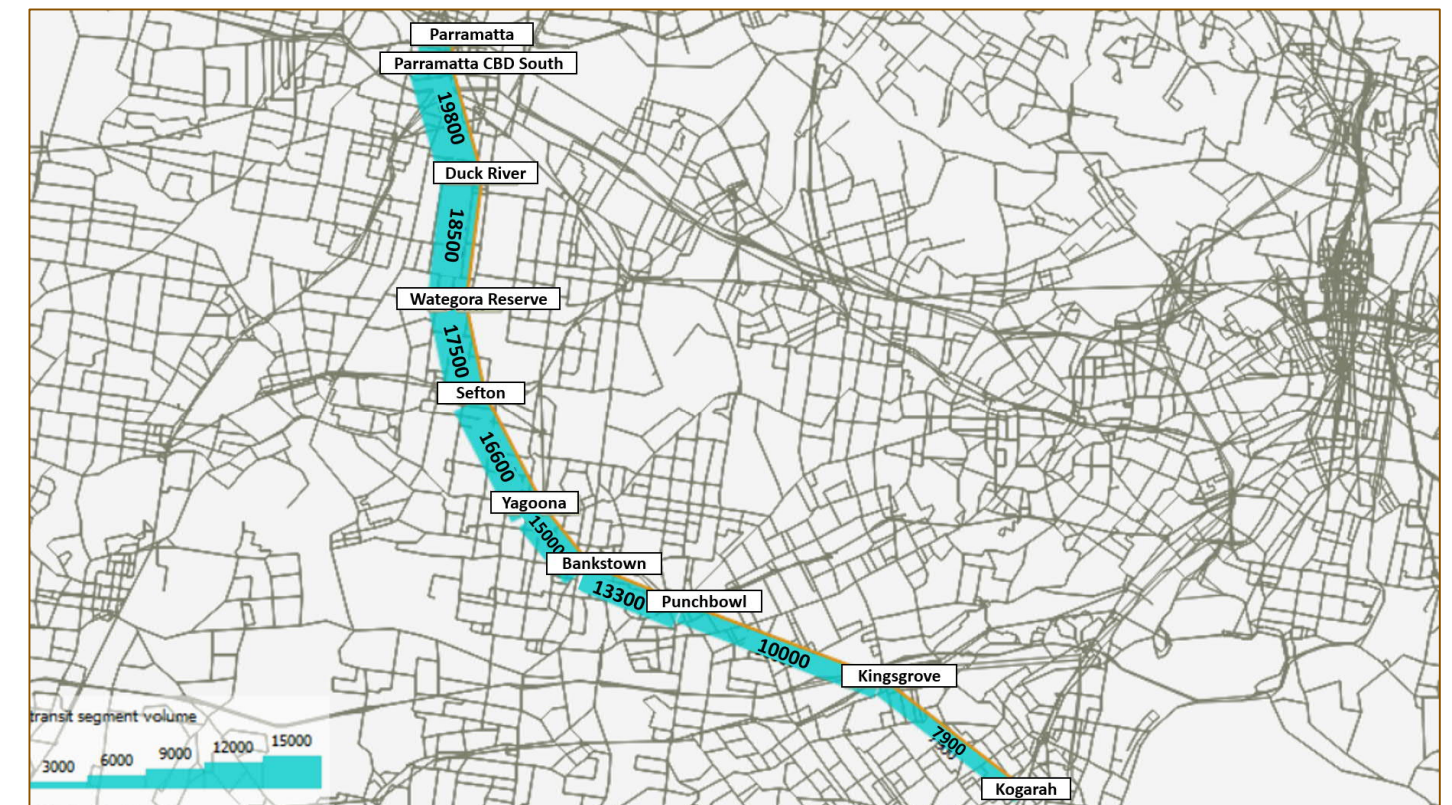 Parramatta
Parramatta CBD South
19800
Duck River
18500
Wategora Reserve
17500
Sefton
16600
Yagoona
15000
Bankstown
13300
Punchbowl
10000
Kingsgrove
7900
Kogarah
transit segment volume
3000 6000 9000 12000 15000